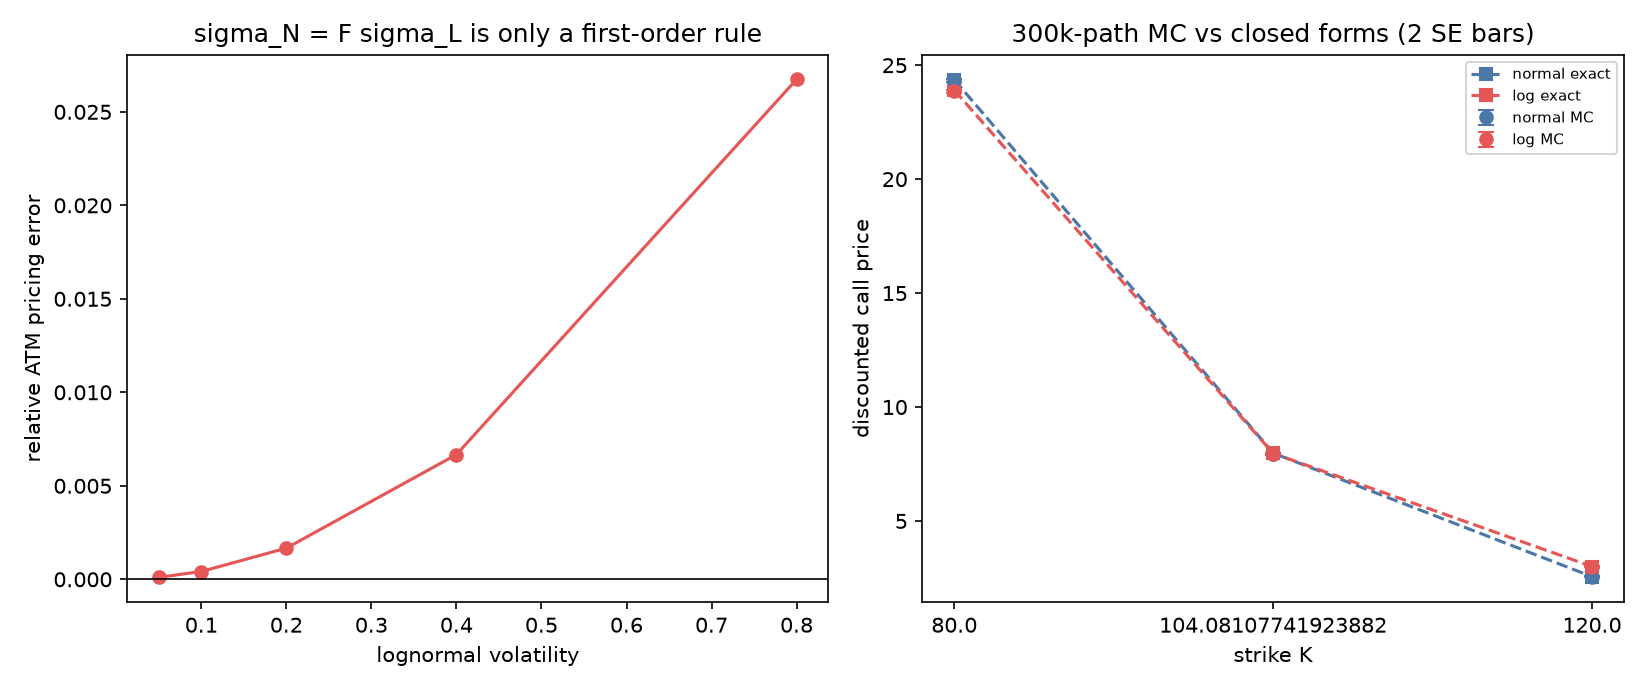 sigma_N = F sigma_L is only a first-order rule
relative ATM pricing error
0.025
0.020
0.015
0.010
0.005
0.000
0.1 0.2 0.3 0.4 0.5 0.6 0.7 0.8
lognormal volatility
300k-path MC vs closed forms (2 SE bars)
discounted call price
25
20
15
10
5
normal exact
log exact
normal MC
log MC
80.0 104.08107741923882 120.0
strike K